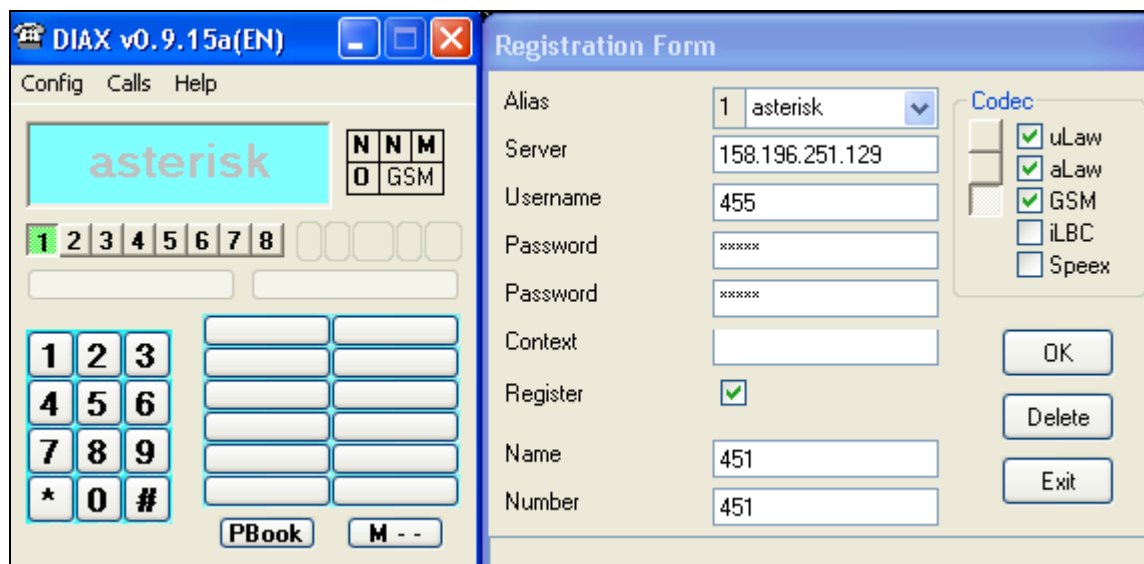 DIAX v0.9.15a(EN)
Config Calls Help
asterisk
N N M
O GSM
1 2 3 4 5 6 7 8
1 2 3
4 5 6
7 8 9
* 0 #
PBook M - -
Registration Form
Alias 1 asterisk
Server 158.196.251.129
Username 455
Password xxxxx
Password xxxxx
Context
Register
Name 451
Number 451
Codec
uLaw
aLaw
GSM
iLBC
Speex
OK
Delete
Exit